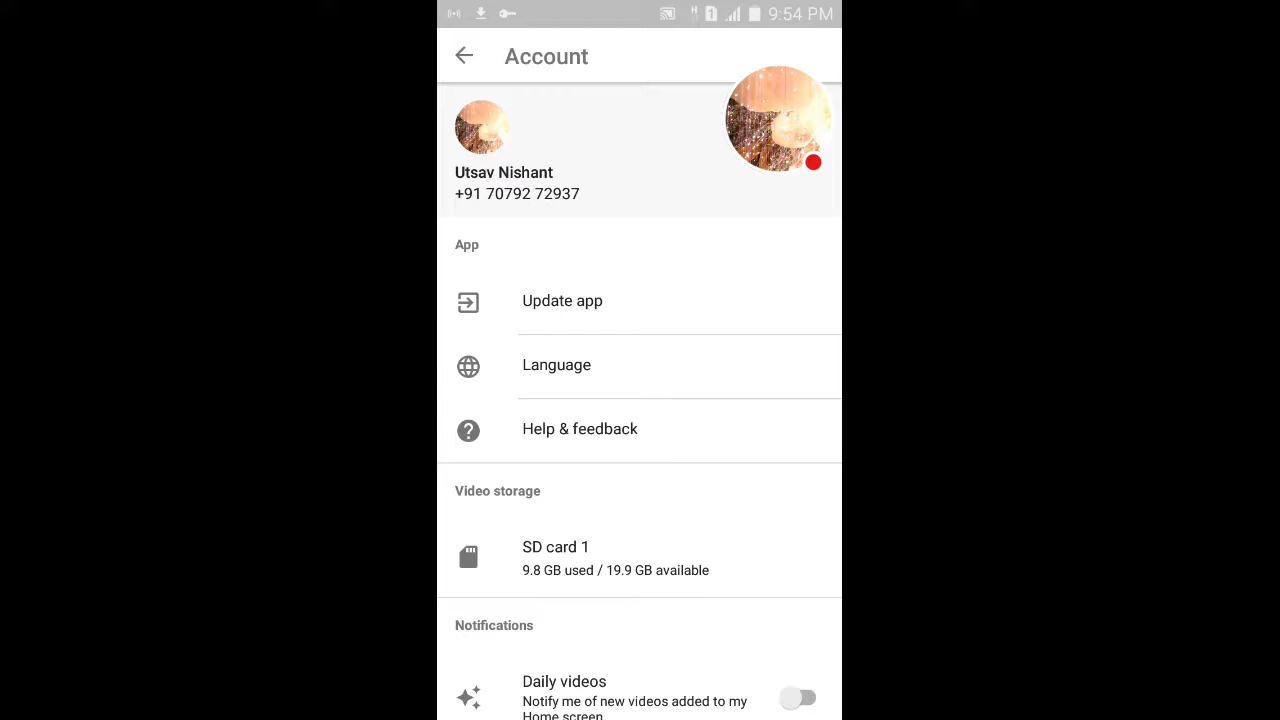 9:54 PM
Account
Utsav Nishant
+91 70792 72937
App
Update app
Language
Help & feedback
Video storage
SD card 1
9.8 GB used / 19.9 GB available
Notifications
Daily videos
Notify me of new videos added to my
Home screen